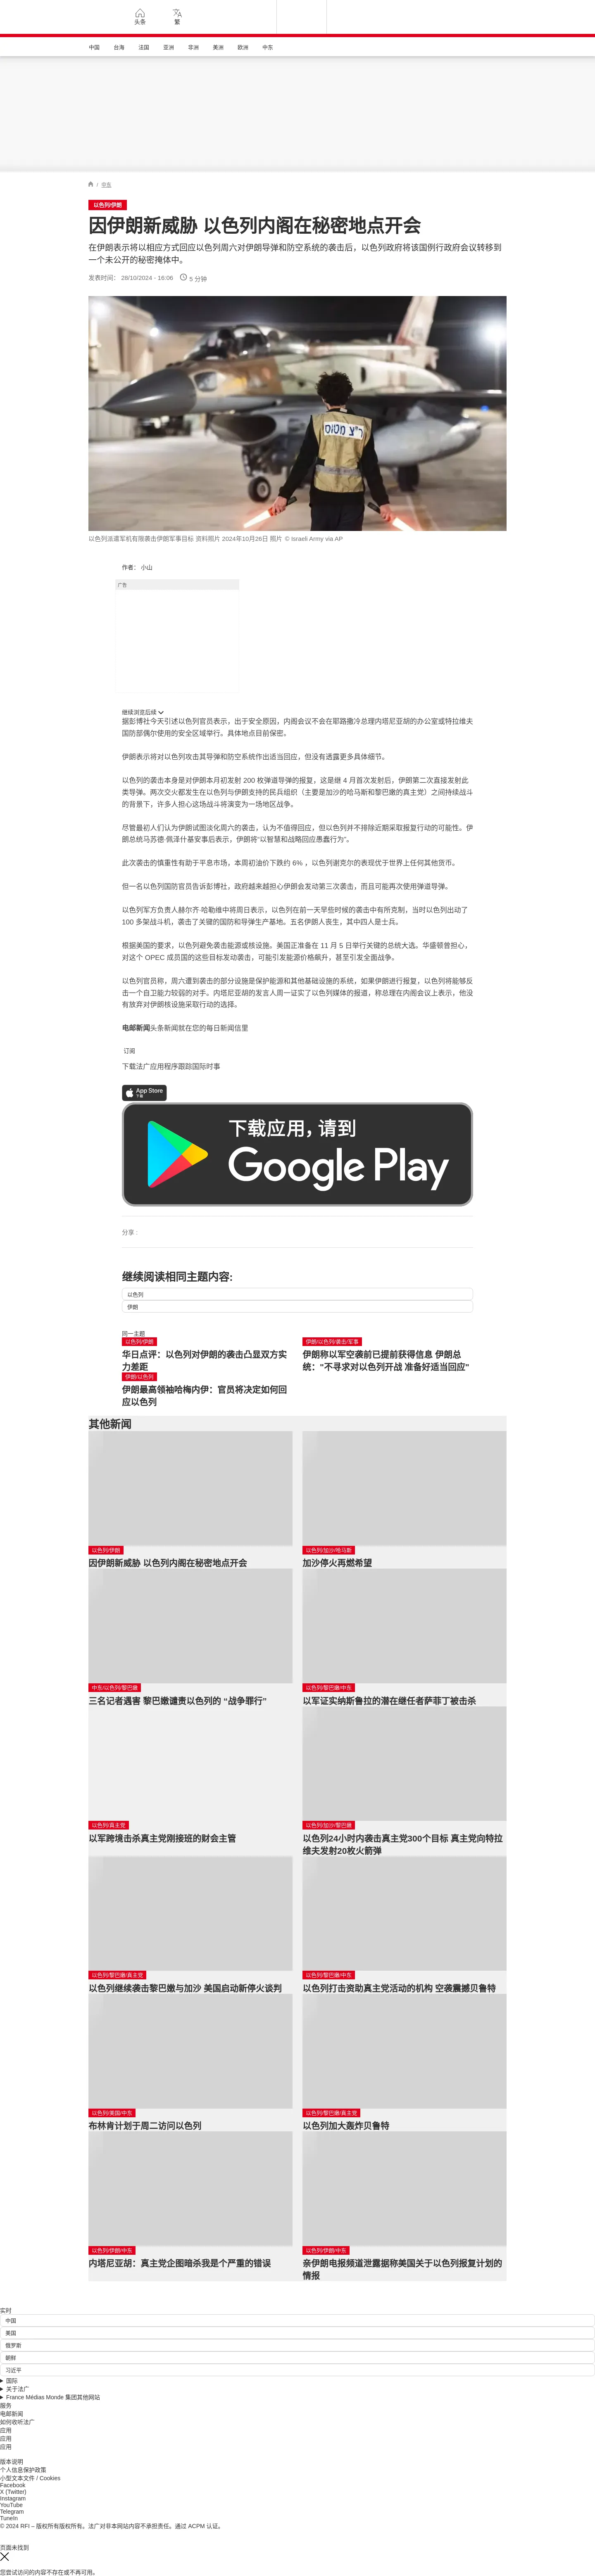 头条
繁
中国 台海 法国 亚洲 非洲 美洲 欧洲 中东
/ 中东
以色列/伊朗
因伊朗新威胁 以色列内阁在秘密地点开会
在伊朗表示将以相应方式回应以色列周六对伊朗导弹和防空系统的袭击后，以色列政府将该国例行政府会议转移到
一个未公开的秘密掩体中。
发表时间： 28/10/2024 - 16:06 5 分钟
以色列派遣军机有限袭击伊朗军事目标 资料照片 2024年10月26日 照片 © Israeli Army via AP
作者： 小山
广告
继续浏览后续
据彭博社今天引述以色列官员表示，出于安全原因，内阁会议不会在耶路撒冷总理内塔尼亚胡的办公室或特拉维夫
国防部偶尔使用的安全区域举行。具体地点目前保密。
伊朗表示将对以色列攻击其导弹和防空系统作出适当回应，但没有透露更多具体细节。
以色列的袭击本身是对伊朗本月初发射 200 枚弹道导弹的报复，这是继 4 月首次发射后，伊朗第二次直接发射此
类导弹。两次交火都发生在以色列与伊朗支持的民兵组织（主要是加沙的哈马斯和黎巴嫩的真主党）之间持续战斗
的背景下，许多人担心这场战斗将演变为一场地区战争。
尽管最初人们认为伊朗试图淡化周六的袭击，认为不值得回应，但以色列并不排除近期采取报复行动的可能性。伊
朗总统马苏德·佩泽什基安事后表示，伊朗将“以智慧和战略回应愚蠢行为”。
此次袭击的慎重性有助于平息市场，本周初油价下跌约 6% ，以色列谢克尔的表现优于世界上任何其他货币。
但一名以色列国防官员告诉彭博社，政府越来越担心伊朗会发动第三次袭击，而且可能再次使用弹道导弹。
以色列军方负责人赫尔齐·哈勒维中将周日表示，以色列在前一天早些时候的袭击中有所克制，当时以色列出动了
100 多架战斗机，袭击了关键的国防和导弹生产基地。五名伊朗人丧生，其中四人是士兵。
根据美国的要求，以色列避免袭击能源或核设施。美国正准备在 11 月 5 日举行关键的总统大选。华盛顿曾担心，
对这个 OPEC 成员国的这些目标发动袭击，可能引发能源价格飙升，甚至引发全面战争。
以色列官员称，周六遭到袭击的部分设施是保护能源和其他基础设施的系统，如果伊朗进行报复，以色列将能够反
击一个自卫能力较弱的对手。内塔尼亚胡的发言人周一证实了以色列媒体的报道，称总理在内阁会议上表示，他没
有放弃对伊朗核设施采取行动的选择。
电邮新闻头条新闻就在您的每日新闻信里
订阅
下载法广应用程序跟踪国际时事
App Store
下载
下载应用，请到
Google Play
分享 :
继续阅读相同主题内容:
以色列
伊朗
同一主题
以色列/伊朗
华日点评：以色列对伊朗的袭击凸显双方实
力差距
伊朗/以色列/袭击/军事
伊朗称以军空袭前已提前获得信息 伊朗总
统：“不寻求对以色列开战 准备好适当回应”
伊朗/以色列
伊朗最高领袖哈梅内伊：官员将决定如何回
应以色列
其他新闻
以色列/伊朗
因伊朗新威胁 以色列内阁在秘密地点开会
以色列/加沙/哈马斯
加沙停火再燃希望
中东/以色列/黎巴嫩
三名记者遇害 黎巴嫩谴责以色列的 “战争罪行”
以色列/黎巴嫩/中东
以军证实纳斯鲁拉的潜在继任者萨菲丁被击杀
以色列/真主党
以军跨境击杀真主党刚接班的财会主管
以色列/加沙/黎巴嫩
以色列24小时内袭击真主党300个目标 真主党向特拉
维夫发射20枚火箭弹
以色列/黎巴嫩/真主党
以色列继续袭击黎巴嫩与加沙 美国启动新停火谈判
以色列/黎巴嫩/中东
以色列打击资助真主党活动的机构 空袭震撼贝鲁特
以色列/美国/中东
布林肯计划于周二访问以色列
以色列/黎巴嫩/真主党
以色列加大轰炸贝鲁特
以色列/伊朗/中东
内塔尼亚胡：真主党企图暗杀我是个严重的错误
以色列/伊朗/中东
亲伊朗电报频道泄露据称美国关于以色列报复计划的
情报
实时
中国
美国
俄罗斯
朝鲜
习近平
国际
关于法广
France Médias Monde 集团其他网站
服务
电邮新闻
如何收听法广
应用
应用
应用
版本说明
个人信息保护政策
小型文本文件 / Cookies
Facebook
X (Twitter)
Instagram
YouTube
Telegram
TuneIn
© 2024 RFI – 版权所有版权所有。法广对非本网站内容不承担责任。通过 ACPM 认证。
页面未找到
您尝试访问的内容不存在或不再可用。